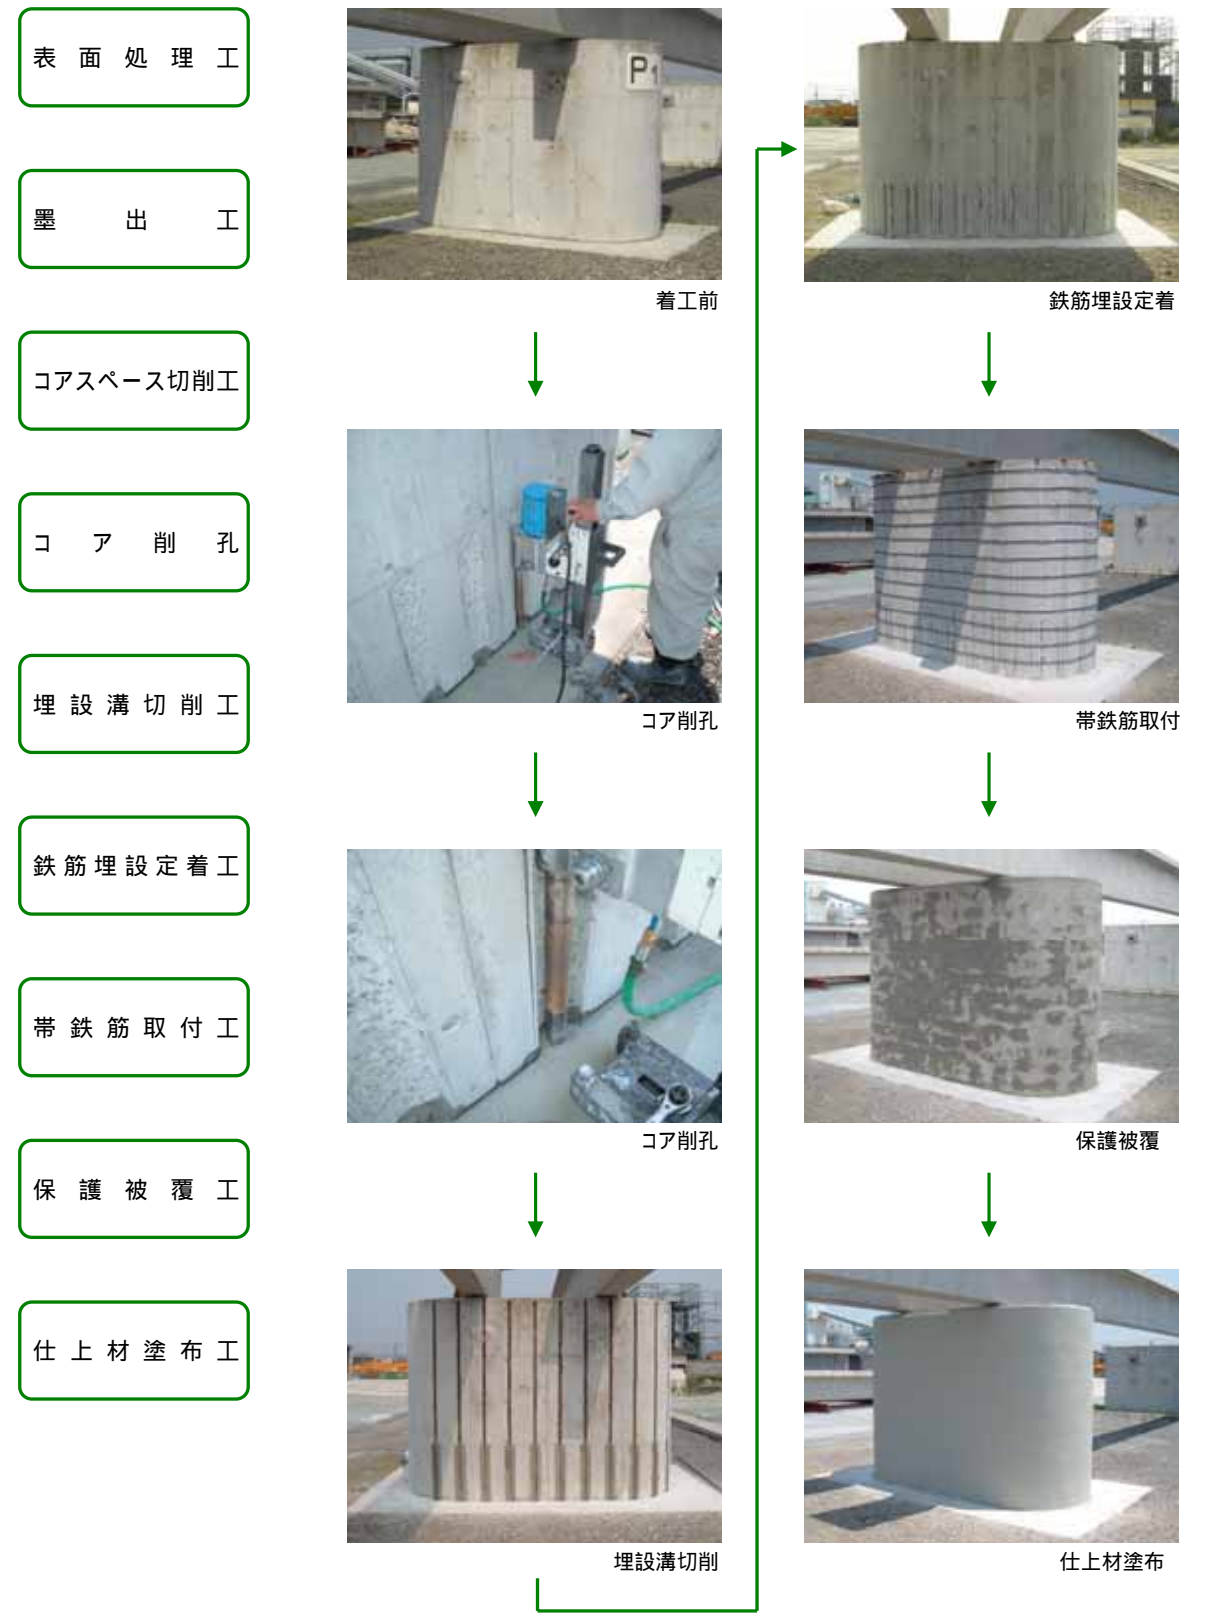 表面処理工
墨出工
コアスペース切削工
コア削孔
埋設溝切削工
鉄筋埋設定着工
帯鉄筋取付工
保護被覆工
仕上材塗布工
P1
着工前
コア削孔
コア削孔
埋設溝切削
鉄筋埋設定着
帯鉄筋取付
保護被覆
仕上材塗布